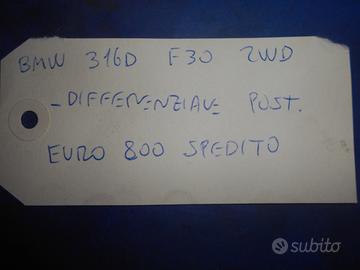 BMW 316D F30 2WD
- DIFFERENZIALE POST.
EURO 800 SPEDITO
subito